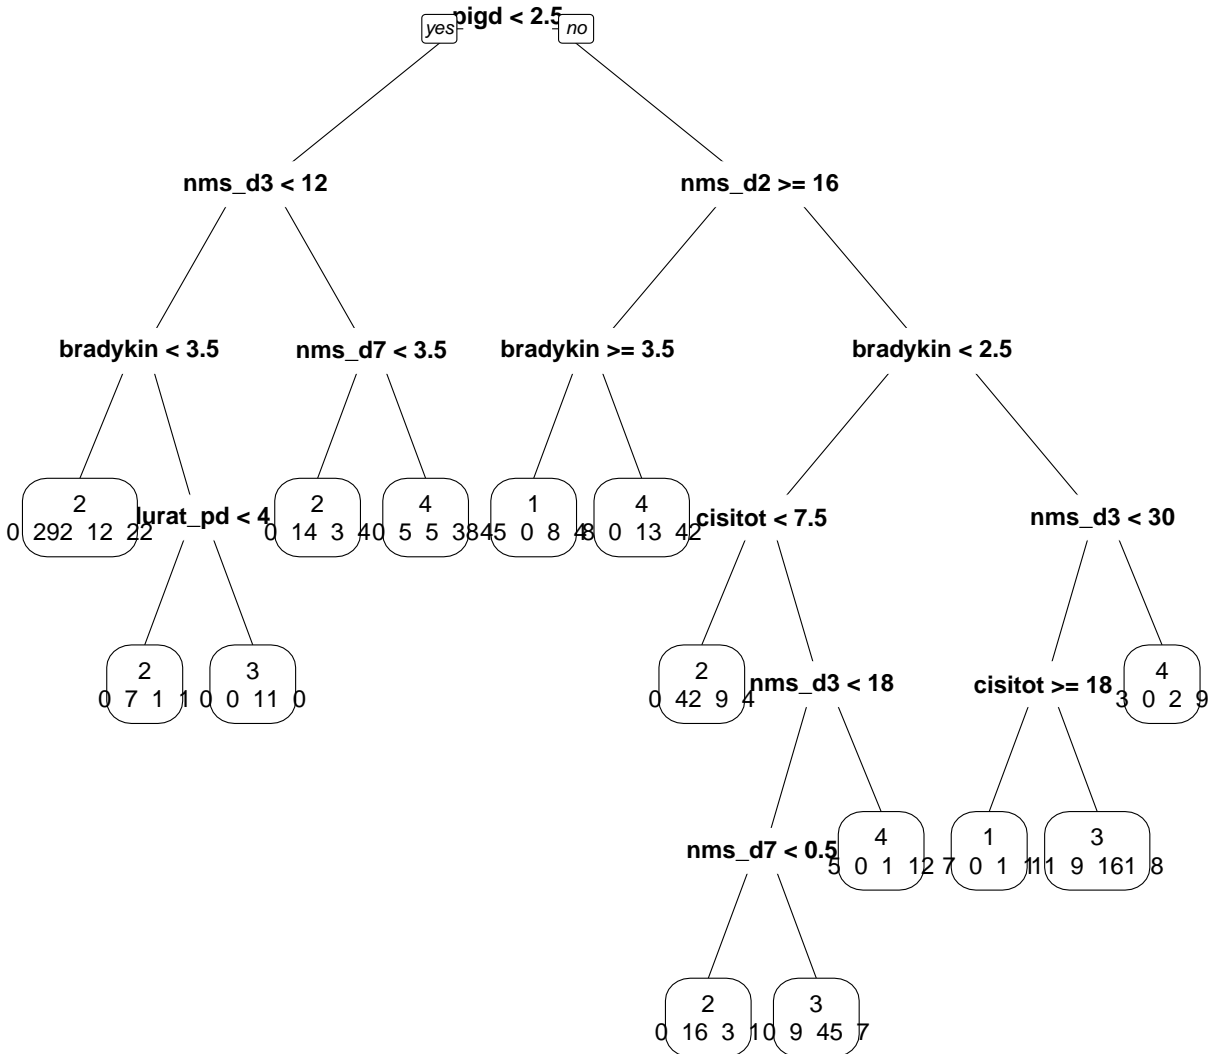 pigd < 2.5
yes
no
nms_d3 < 12
nms_d2 >= 16
bradykin < 3.5
nms_d7 < 3.5
bradykin >= 3.5
bradykin < 2.5
2
0 292 12 22
lurat_pd < 4
2
0 14 3 4
4
0 5 5 38
1
45 0 8 4
4
8 0 13 42
cisitot < 7.5
nms_d3 < 30
2
0 7 1 1
3
0 0 11 0
2
0 42 9 4
nms_d3 < 18
cisitot >= 18
4
3 0 2 9
nms_d7 < 0.5
4
5 0 1 12
1
7 0 1 1
3
11 9 161 8
2
0 16 3 1
3
0 9 45 7